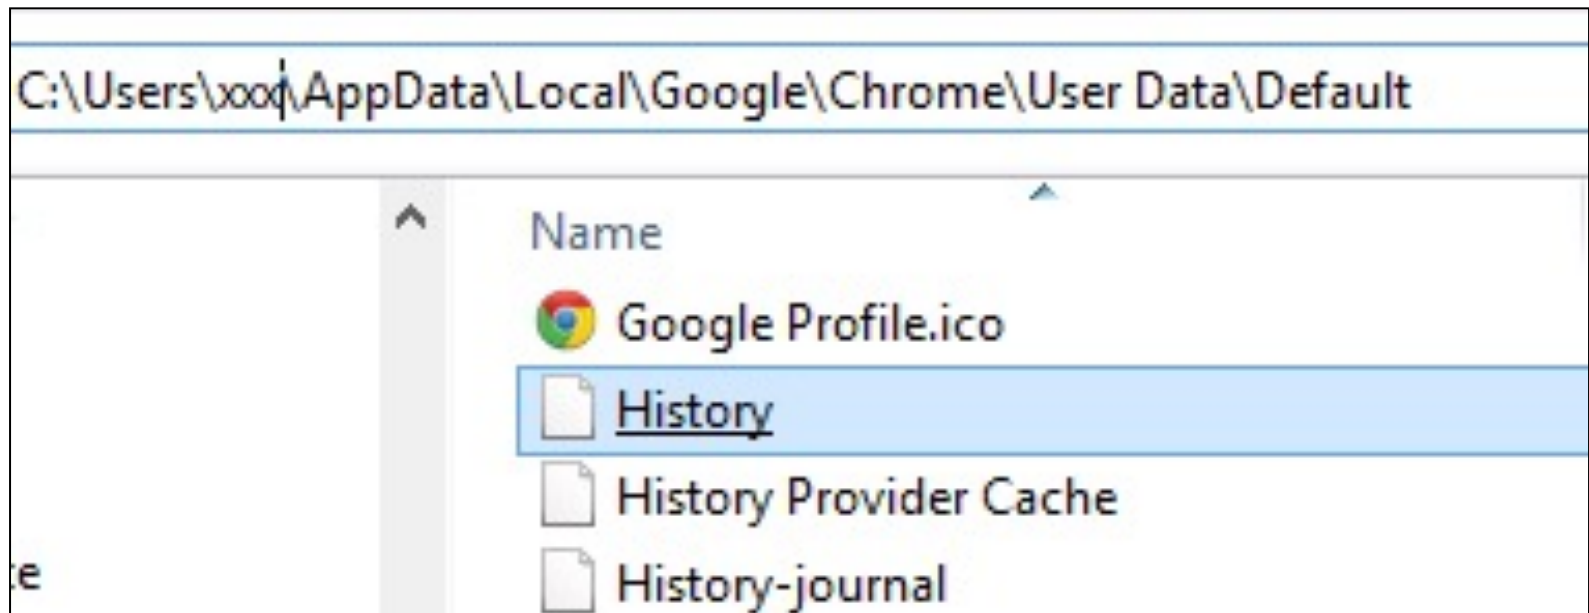 C:\Users\xxx\AppData\Local\Google\Chrome\User Data\Default
Name
Google Profile.ico
History
History Provider Cache
History-journal